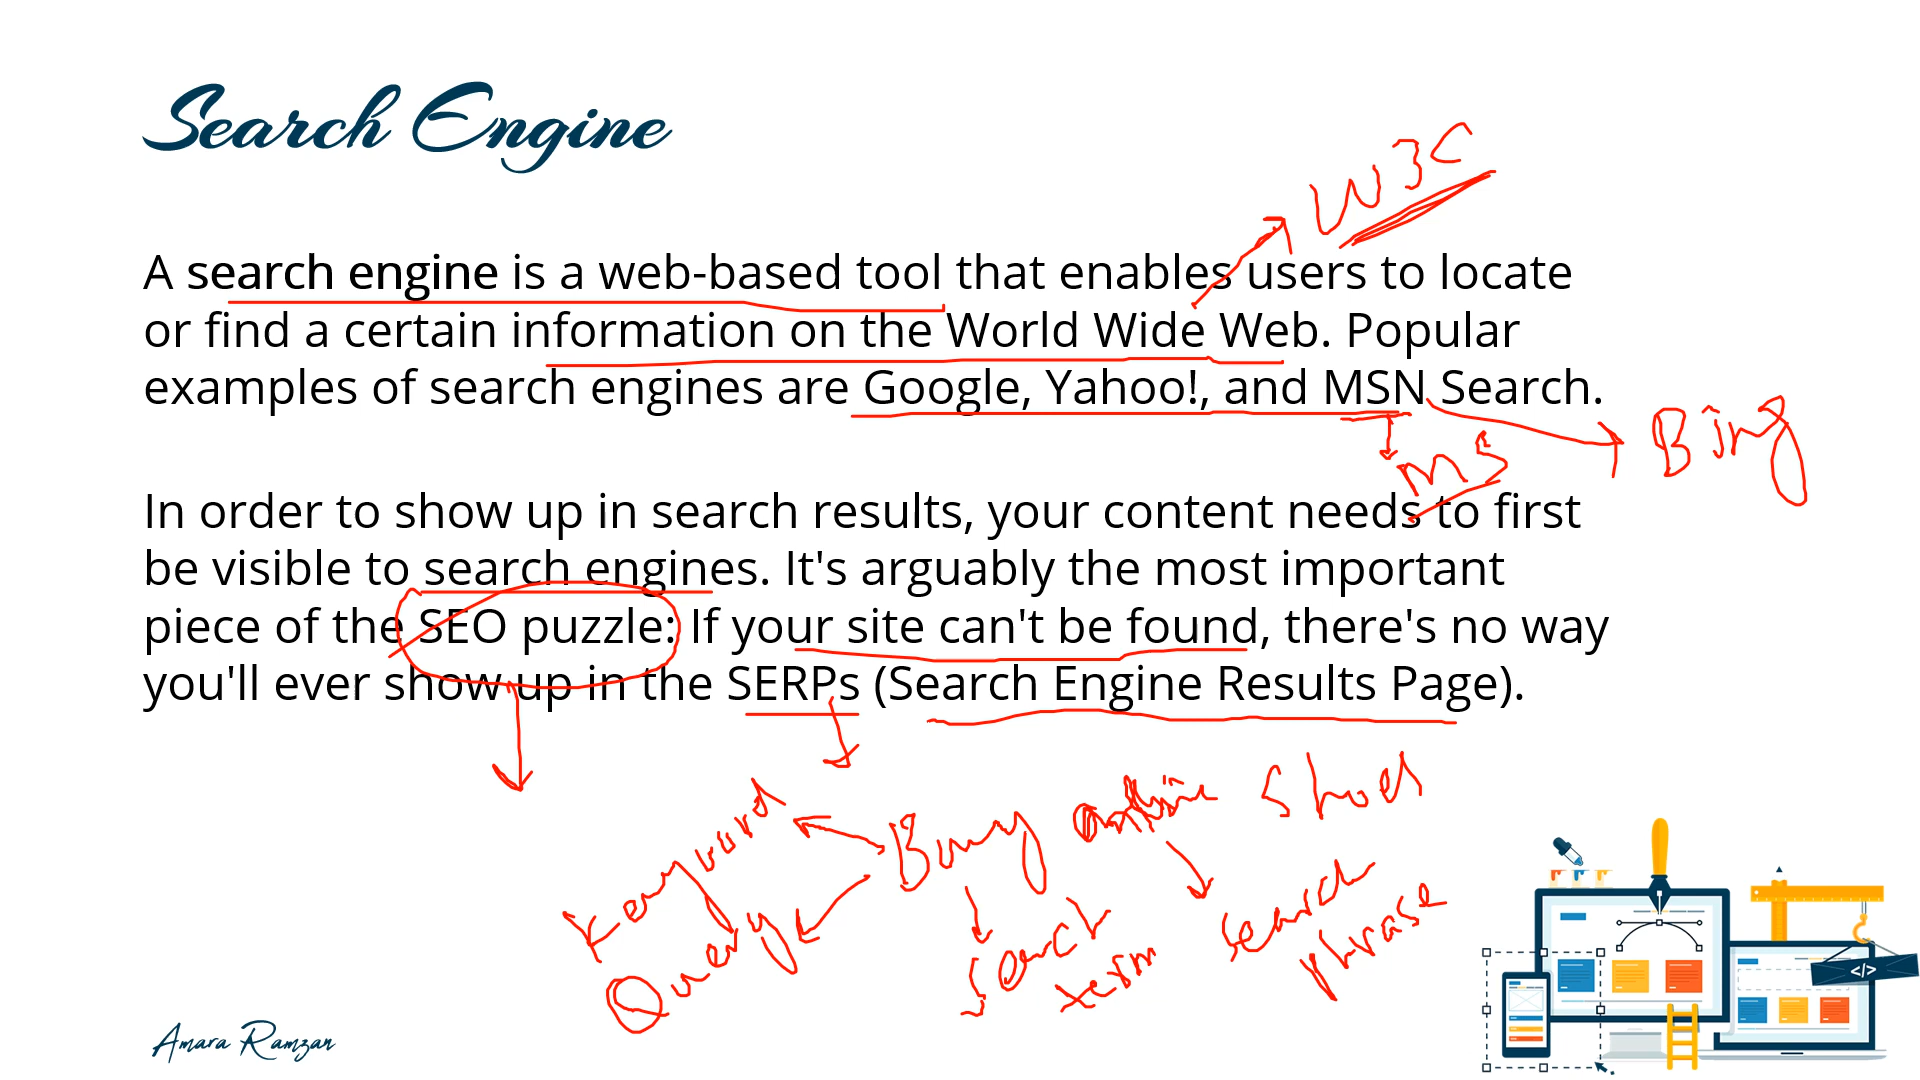 Search Engine
W3C
A search engine is a web-based tool that enables users to locate
or find a certain information on the World Wide Web. Popular
examples of search engines are Google, Yahoo!, and MSN Search.
Bing
MS
In order to show up in search results, your content needs to first
be visible to search engines. It's arguably the most important
piece of the SEO puzzle: If your site can't be found, there's no way
you'll ever show up in the SERPs (Search Engine Results Page).
Buy online shoes
Keyword
Query
Search
term
Search
phrase
</>
Amara Ramzan